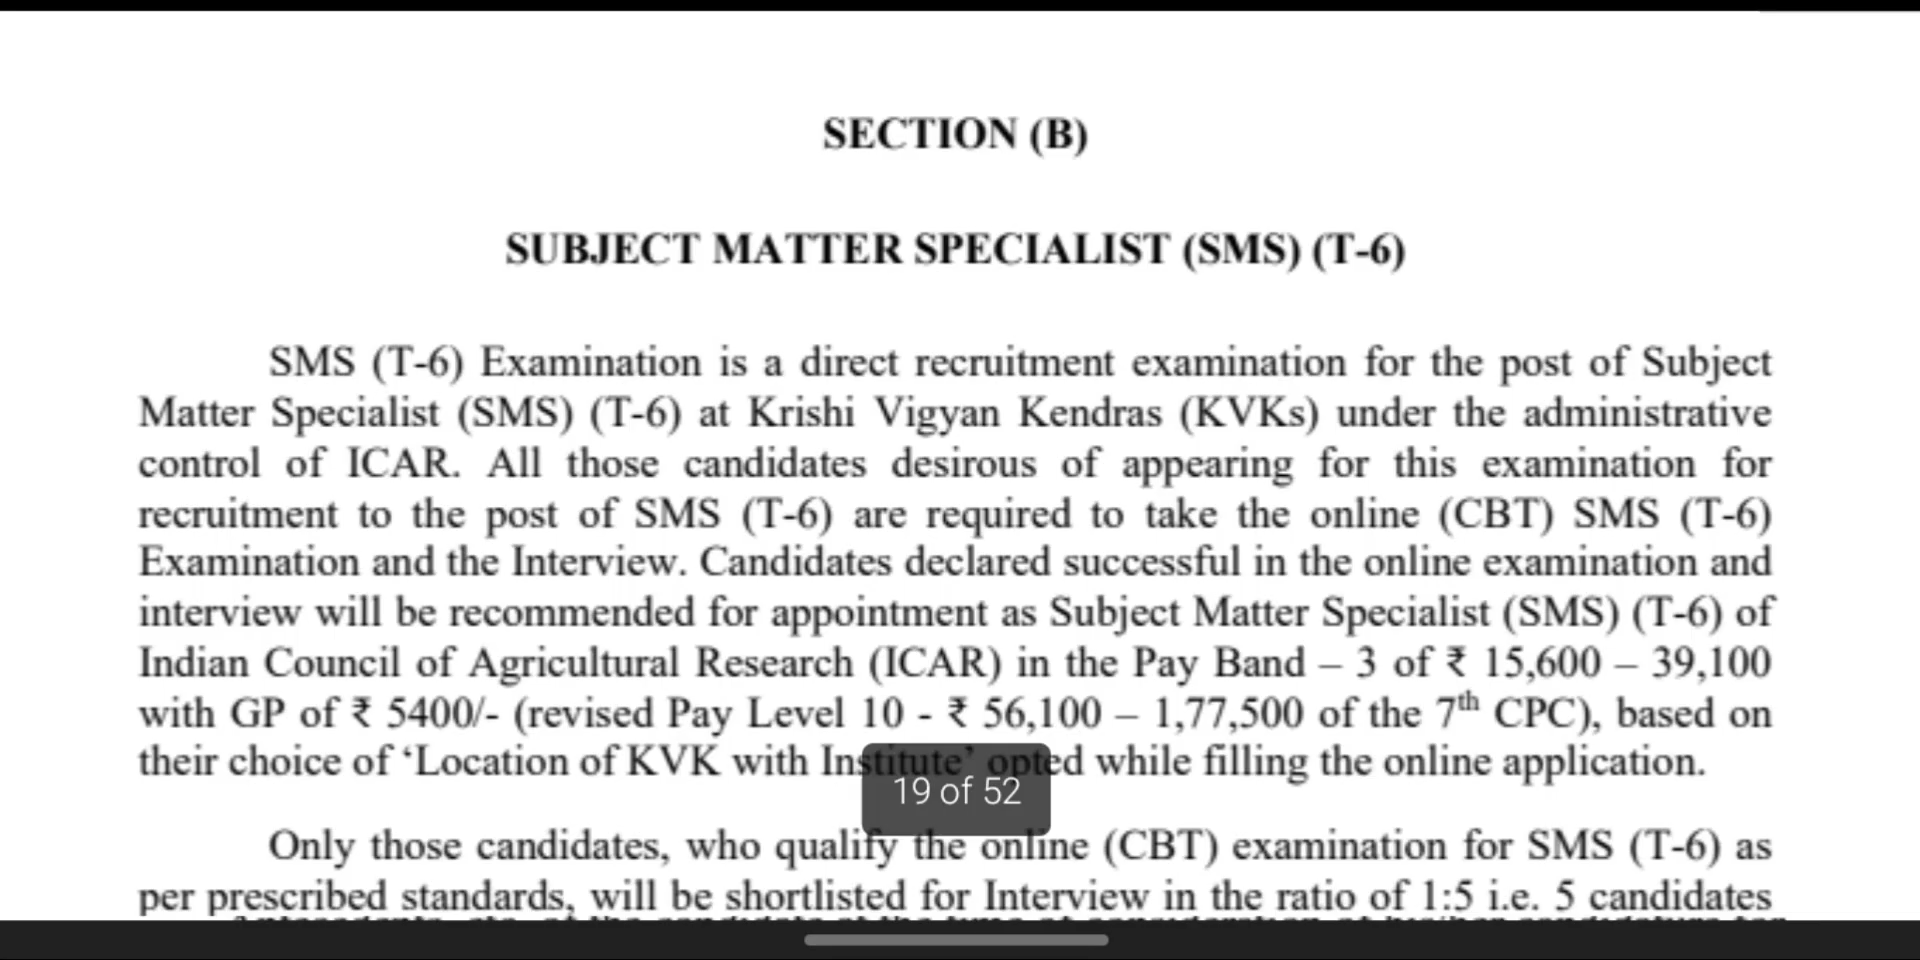 SECTION (B)
SUBJECT MATTER SPECIALIST (SMS) (T-6)
SMS (T-6) Examination is a direct recruitment examination for the post of Subject
Matter Specialist (SMS) (T-6) at Krishi Vigyan Kendras (KVKs) under the administrative
control of ICAR. All those candidates desirous of appearing for this examination for
recruitment to the post of SMS (T-6) are required to take the online (CBT) SMS (T-6)
Examination and the Interview. Candidates declared successful in the online examination and
interview will be recommended for appointment as Subject Matter Specialist (SMS) (T-6) of
Indian Council of Agricultural Research (ICAR) in the Pay Band – 3 of ₹ 15,600 – 39,100
with GP of ₹ 5400/- (revised Pay Level 10 - ₹ 56,100 – 1,77,500 of the 7th CPC), based on
their choice of ‘Location of KVK with Institute’ opted while filling the online application.
19 of 52
Only those candidates, who qualify the online (CBT) examination for SMS (T-6) as
per prescribed standards, will be shortlisted for Interview in the ratio of 1:5 i.e. 5 candidates